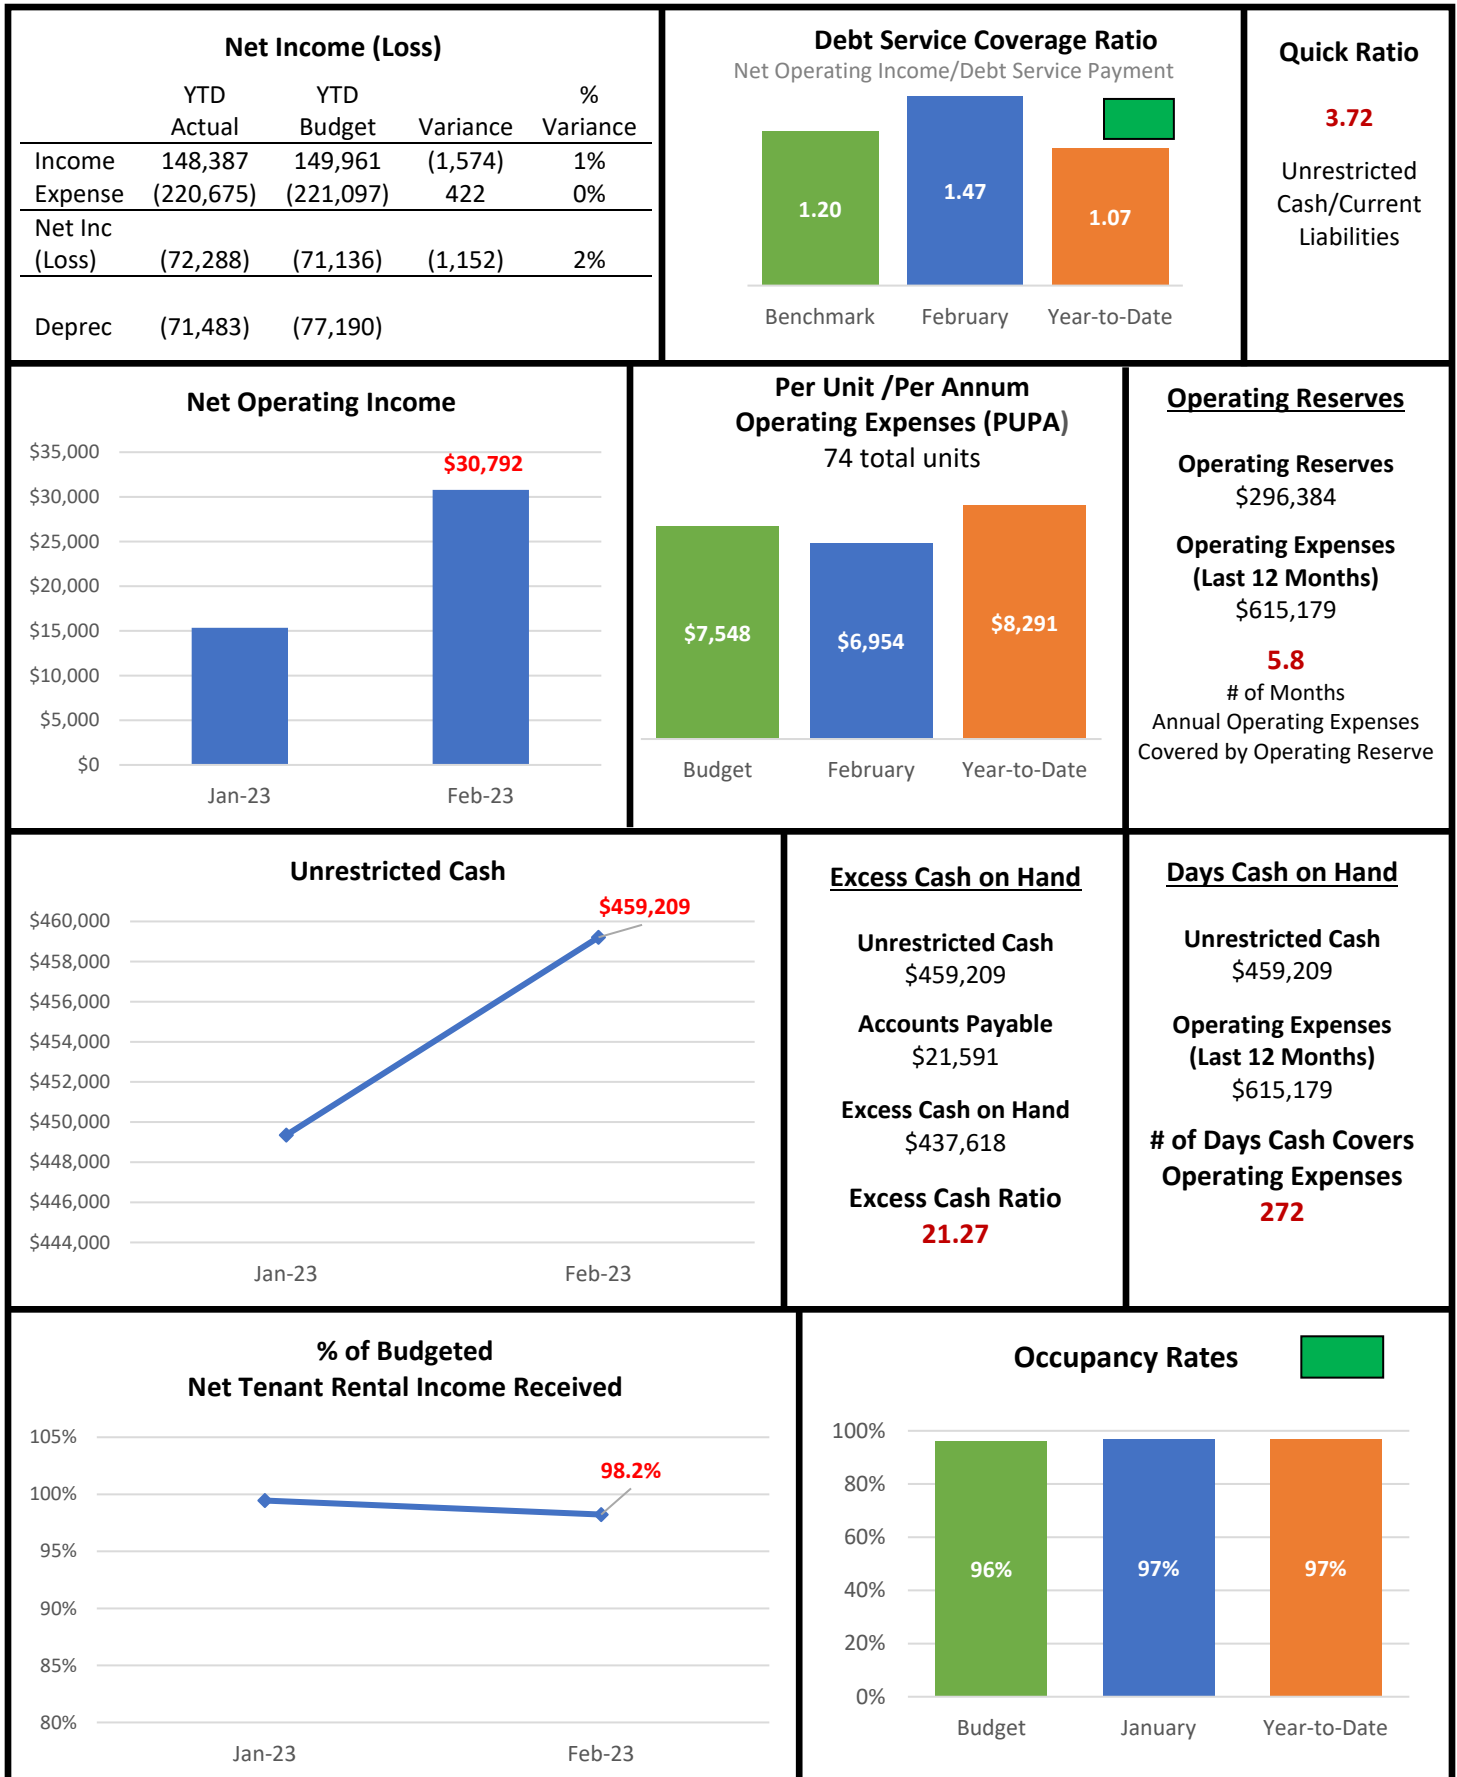 Net Income (Loss)
YTD YTD %
Actual Budget Variance Variance
Income 148,387 149,961 (1,574) 1%
Expense (220,675) (221,097) 422 0%
Net Inc
(Loss) (72,288) (71,136) (1,152) 2%
Deprec (71,483) (77,190)
Debt Service Coverage Ratio
Net Operating Income/Debt Service Payment
1.20
1.47
1.07
Benchmark February Year-to-Date
Quick Ratio
3.72
Unrestricted
Cash/Current
Liabilities
Net Operating Income
$35,000
$30,000
$25,000
$20,000
$15,000
$10,000
$5,000
$0
$30,792
Jan-23 Feb-23
Per Unit /Per Annum
Operating Expenses (PUPA)
74 total units
$7,548
$6,954
$8,291
Budget February Year-to-Date
Operating Reserves
Operating Reserves
$296,384
Operating Expenses
(Last 12 Months)
$615,179
5.8
# of Months
Annual Operating Expenses
Covered by Operating Reserve
Unrestricted Cash
$460,000
$458,000
$456,000
$454,000
$452,000
$450,000
$448,000
$446,000
$444,000
$459,209
Jan-23 Feb-23
Excess Cash on Hand
Unrestricted Cash
$459,209
Accounts Payable
$21,591
Excess Cash on Hand
$437,618
Excess Cash Ratio
21.27
Days Cash on Hand
Unrestricted Cash
$459,209
Operating Expenses
(Last 12 Months)
$615,179
# of Days Cash Covers
Operating Expenses
272
% of Budgeted
Net Tenant Rental Income Received
105%
100%
95%
90%
85%
80%
98.2%
Jan-23 Feb-23
Occupancy Rates
100%
80%
60%
40%
20%
0%
96%
97%
97%
Budget January Year-to-Date